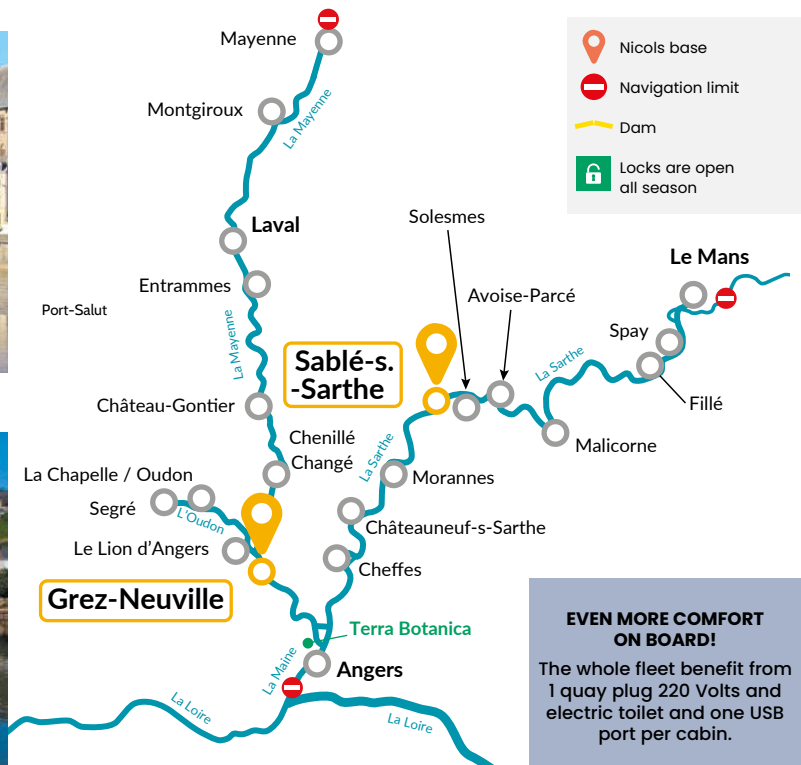 Mayenne
Montgiroux
La Mayenne
Laval
Entrammes
Port-Salut
La Mayenne
Château-Gontier
Chenillé
Changé
La Chapelle / Oudon
Segré
L'Oudon
Le Lion d'Angers
Grez-Neuville
Nicols base
Navigation limit
Dam
Locks are open
all season
Solesmes
Avoise-Parcé
Le Mans
Spay
Fillé
La Sarthe
Malicorne
Sablé-s.
-Sarthe
La Sarthe
Morannes
Châteauneuf-s-Sarthe
Cheffes
Terra Botanica
Angers
La Maine
La Loire
La Loire
EVEN MORE COMFORT
ON BOARD!
The whole fleet benefit from
1 quay plug 220 Volts and
electric toilet and one USB
port per cabin.